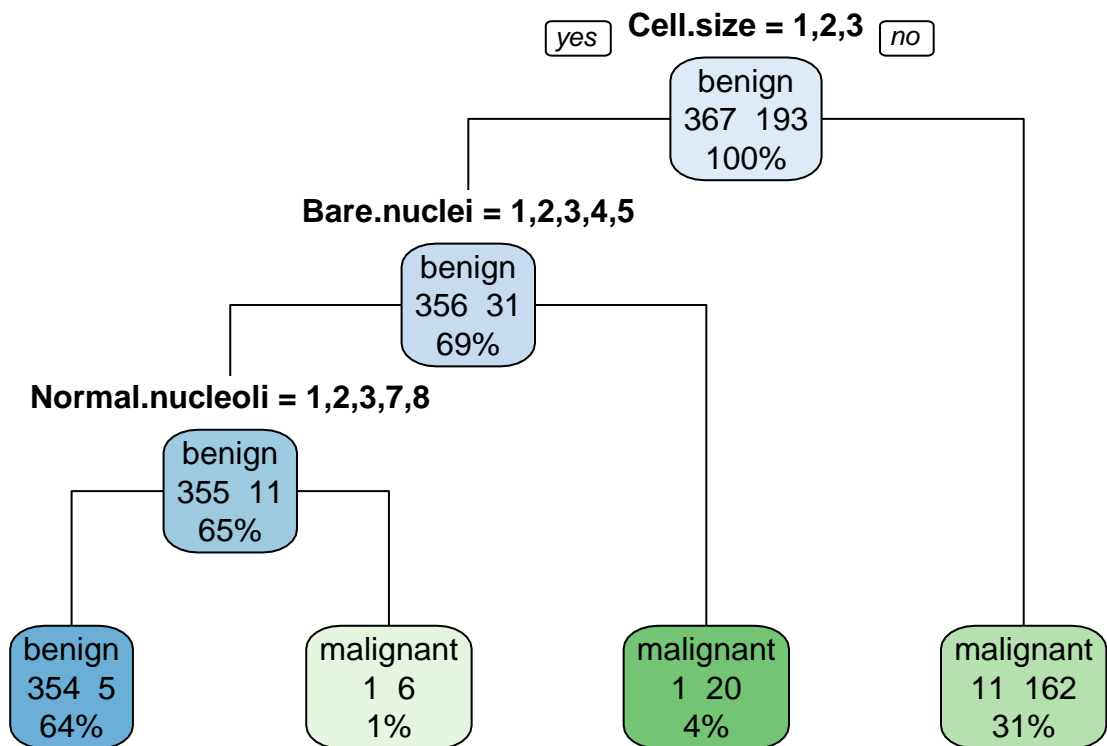 yes Cell.size = 1,2,3 no
benign
367 193
100%
Bare.nuclei = 1,2,3,4,5
benign
356 31
69%
Normal.nucleoli = 1,2,3,7,8
benign
355 11
65%
benign
354 5
64%
malignant
1 6
1%
malignant
1 20
4%
malignant
11 162
31%